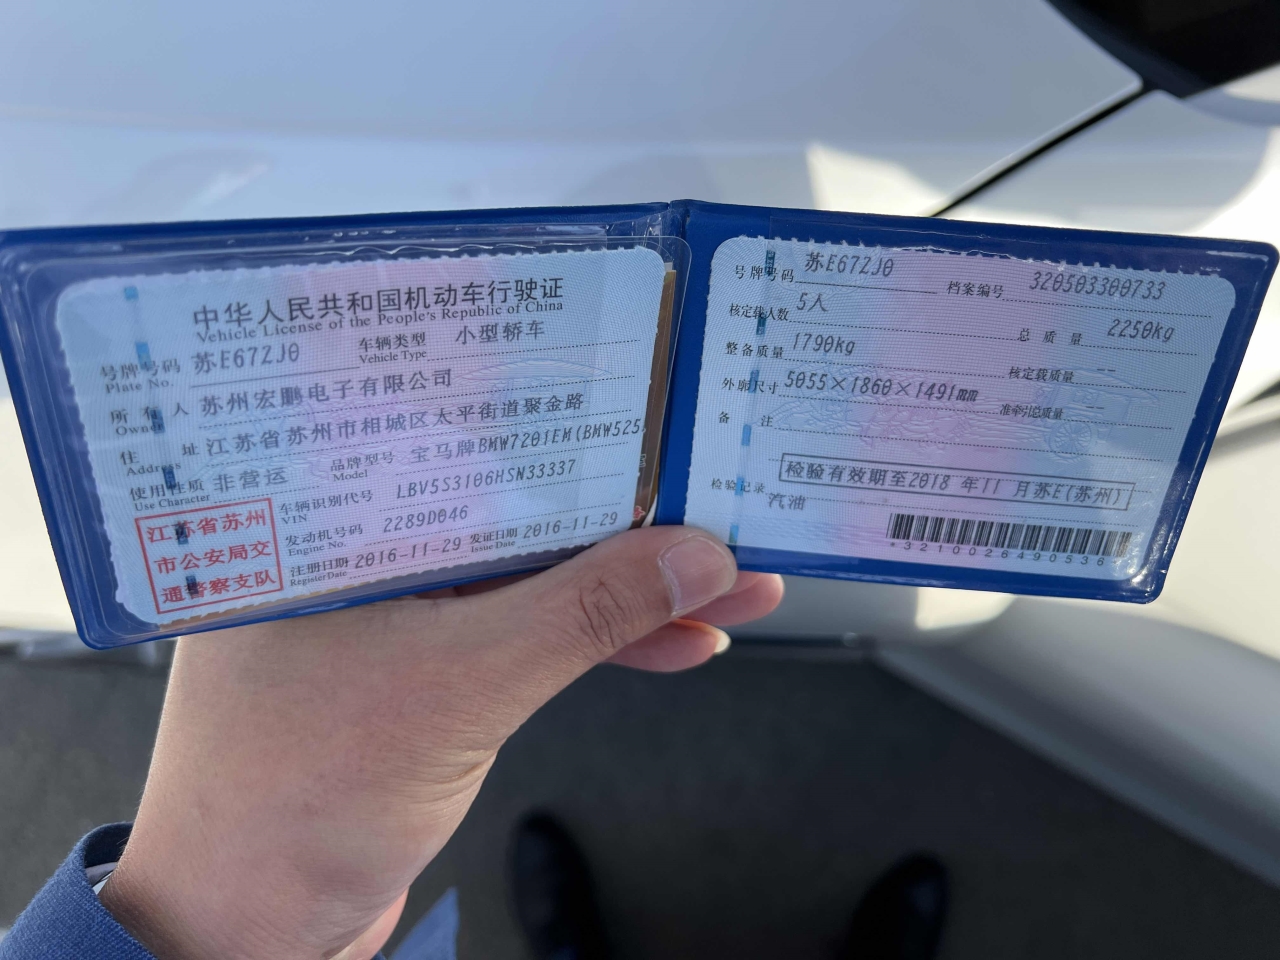 中华人民共和国机动车行驶证
Vehicle License of the People's Republic of China
号牌号码 苏E67ZJ0 车辆类型 小型轿车
Plate No. Vehicle Type
所有人 苏州宏鹏电子有限公司
Owner
住址 江苏省苏州市相城区太平街道聚金路
Address
使用性质 非营运 品牌型号 宝马牌BMW7201EM(BMW525
Use Character Model
江苏省苏州
市公安局交
通警察支队
车辆识别代号 LBV5S3106HSN33337
VIN
发动机号码 2289D046
Engine No.
注册日期 2016-11-29 发证日期 2016-11-29
Register Date Issue Date
号牌号码 苏E67ZJ0 档案编号 320503300733
核定载人数 5人 总质量 2250kg
整备质量 1790kg 核定载质量 --
外廓尺寸 5055×1860×1491mm 准牵引总质量 --
备注
检验有效期至2018 年11 月苏E(苏州)
检验记录
汽油
*3210026490536